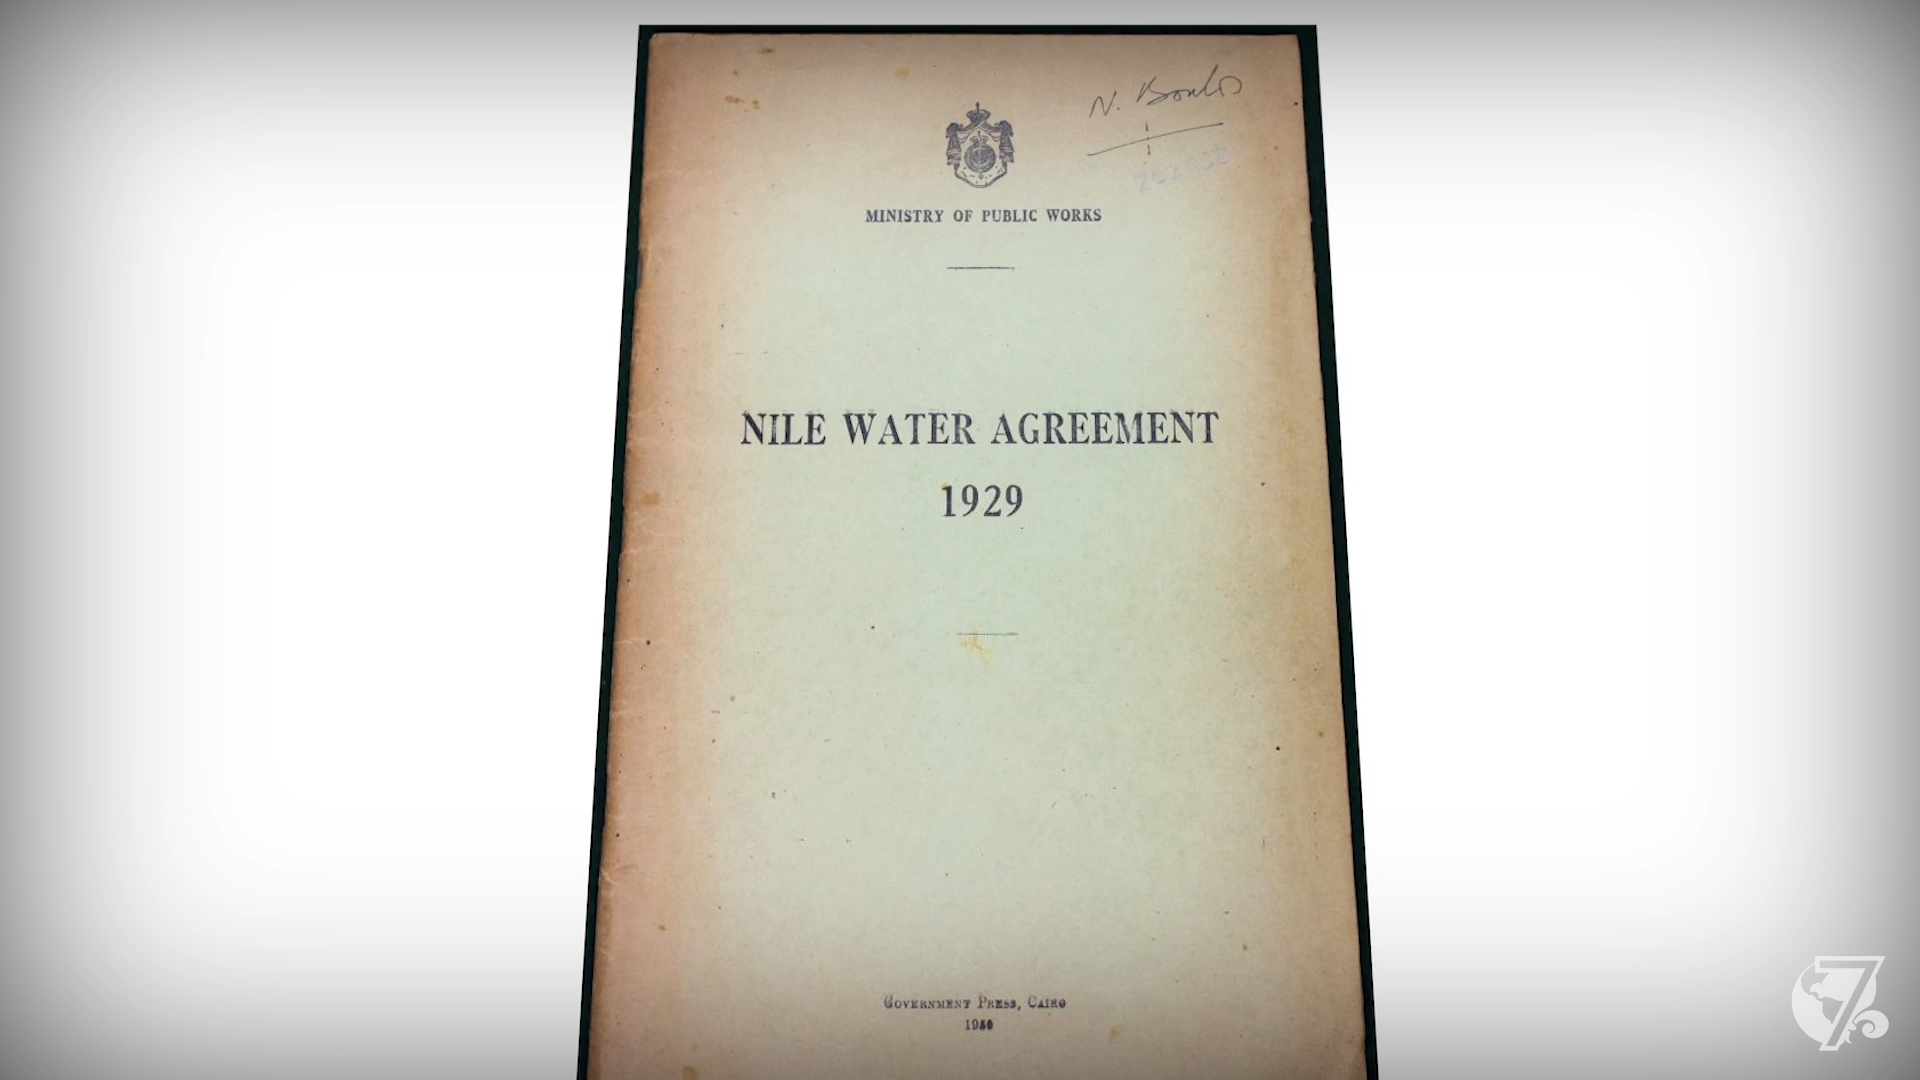 MINISTRY OF PUBLIC WORKS
NILE WATER AGREEMENT
1929
GOVERNMENT PRESS, CAIRO